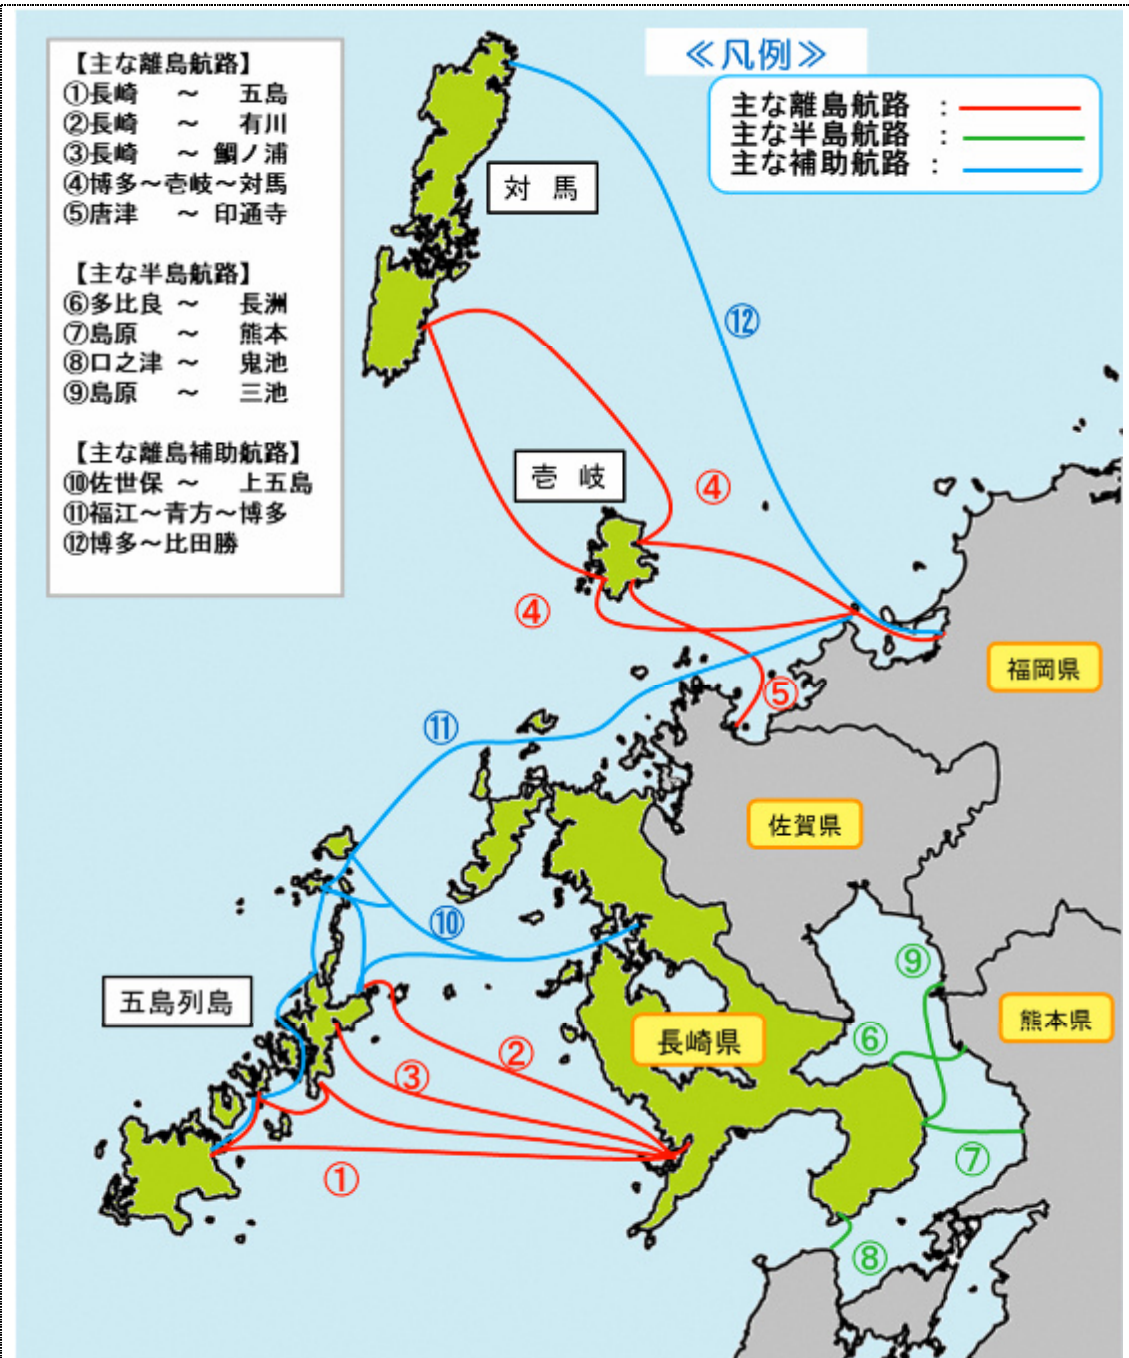 【主な離島航路】
①長崎 ～ 五島
②長崎 ～ 有川
③長崎 ～ 鯛ノ浦
④博多～壱岐～対馬
⑤唐津 ～ 印通寺
【主な半島航路】
⑥多比良 ～ 長洲
⑦島原 ～ 熊本
⑧口之津 ～ 鬼池
⑨島原 ～ 三池
【主な離島補助航路】
⑩佐世保 ～ 上五島
⑪福江～青方～博多
⑫博多～比田勝
≪凡例≫
主な離島航路 ：
主な半島航路 ：
主な補助航路 ：
対馬
⑫
壱岐
④
④
⑤
福岡県
⑪
佐賀県
⑩
⑨
五島列島
長崎県
熊本県
⑥
②
③
①
⑦
⑧